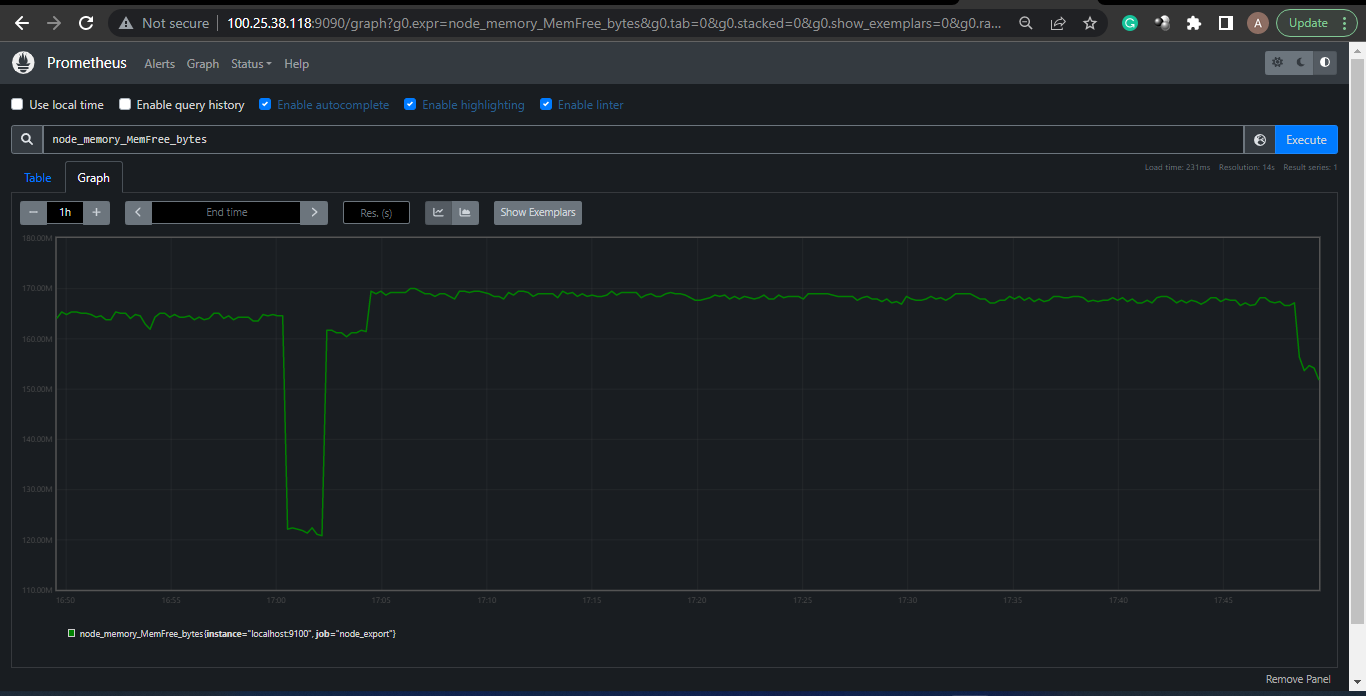 Not secure 100.25.38.118:9090/graph?g0.expr=node_memory_MemFree_bytes&g0.tab=0&g0.stacked=0&g0.show_exemplars=0&g0.ra... G A Update
Prometheus Alerts Graph Status Help
Use local time Enable query history Enable autocomplete Enable highlighting Enable linter
node_memory_MemFree_bytes Execute
Load time: 231ms Resolution: 14s Result series: 1
Table Graph
− 1h + End time Res. (s) Show Exemplars
180.00M
170.00M
160.00M
150.00M
140.00M
130.00M
120.00M
110.00M
16:50 16:55 17:00 17:05 17:10 17:15 17:20 17:25 17:30 17:35 17:40 17:45
node_memory_MemFree_bytes{instance="localhost:9100", job="node_export"}
Remove Panel